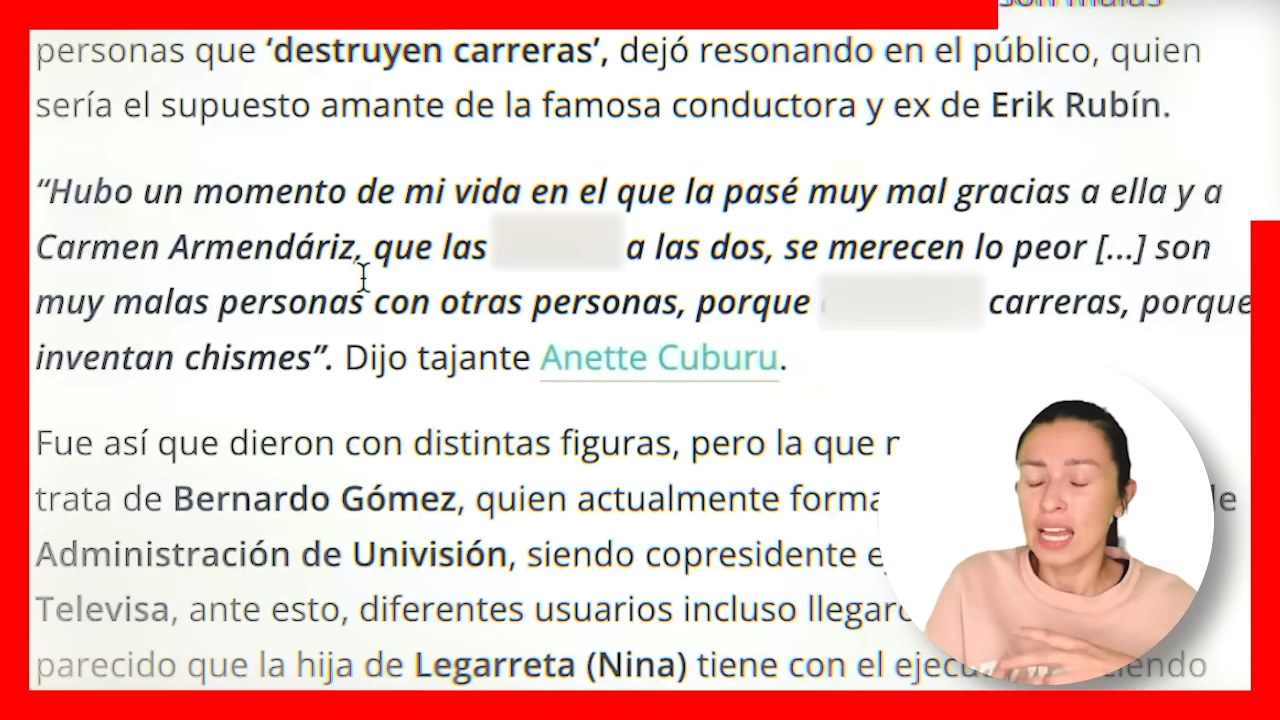 personas que ‘destruyen carreras’, dejó resonando en el público, quien
sería el supuesto amante de la famosa conductora y ex de Erik Rubín.
“Hubo un momento de mi vida en el que la pasé muy mal gracias a ella y a
Carmen Armendáriz, que las a las dos, se merecen lo peor [...] son
muy malas personas con otras personas, porque carreras, porque
inventan chismes”. Dijo tajante Anette Cuburu.
Fue así que dieron con distintas figuras, pero la que
trata de Bernardo Gómez, quien actualmente
Administración de Univisión, siendo copresidente
Televisa, ante esto, diferentes usuarios incluso
parecido que la hija de Legarreta (Nina) tiene con el